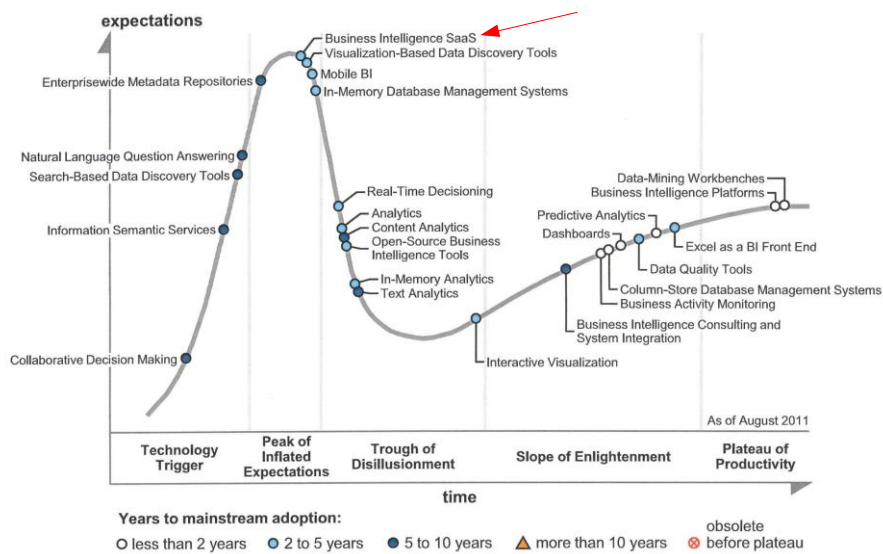 expectations
Business Intelligence SaaS
Visualization-Based Data Discovery Tools
Mobile BI
In-Memory Database Management Systems
Enterprisewide Metadata Repositories
Natural Language Question Answering
Search-Based Data Discovery Tools
Information Semantic Services
Collaborative Decision Making
Real-Time Decisioning
Analytics
Content Analytics
Open-Source Business
Intelligence Tools
In-Memory Analytics
Text Analytics
Interactive Visualization
Data-Mining Workbenches
Business Intelligence Platforms
Predictive Analytics
Dashboards
Excel as a BI Front End
Data Quality Tools
Column-Store Database Management Systems
Business Activity Monitoring
Business Intelligence Consulting and
System Integration
As of August 2011
Technology
Trigger
Peak of
Inflated
Expectations
Trough of
Disillusionment
Slope of Enlightenment
Plateau of
Productivity
time
Years to mainstream adoption:
less than 2 years
2 to 5 years
5 to 10 years
more than 10 years
obsolete
before plateau